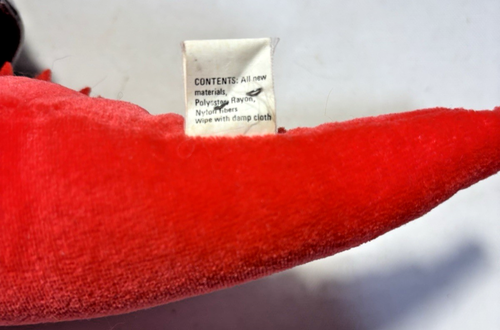 CONTENTS: All new
materials,
Polyester Rayon,
Nylon fibers
Wipe with damp cloth